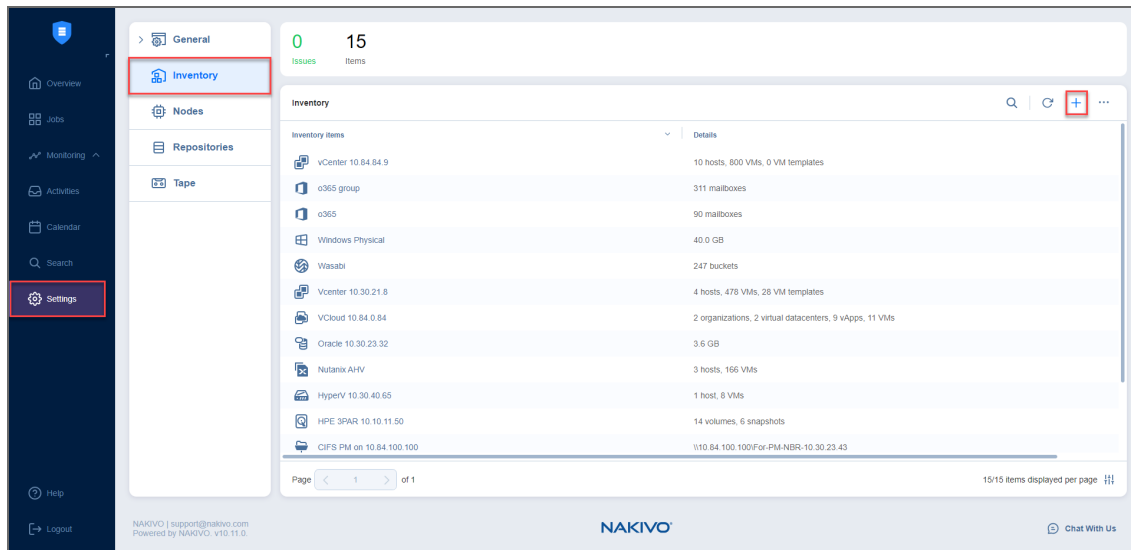 Overview
Jobs
Monitoring
Activities
Calendar
Search
Settings
Help
Logout
General
Inventory
Nodes
Repositories
Tape
0 15
Issues Items
Inventory
Inventory items Details
vCenter 10.84.84.9 10 hosts, 800 VMs, 0 VM templates
o365 group 311 mailboxes
o365 90 mailboxes
Windows Physical 40.0 GB
Wasabi 247 buckets
Vcenter 10.30.21.8 4 hosts, 478 VMs, 28 VM templates
VCloud 10.84.0.84 2 organizations, 2 virtual datacenters, 9 vApps, 11 VMs
Oracle 10.30.23.32 3.6 GB
Nutanix AHV 3 hosts, 166 VMs
HyperV 10.30.40.65 1 host, 8 VMs
HPE 3PAR 10.10.11.50 14 volumes, 6 snapshots
CIFS PM on 10.84.100.100 \\10.84.100.100\For-PM-NBR-10.30.23.43
Page 1 of 1 15/15 items displayed per page
NAKIVO | support@nakivo.com
Powered by NAKIVO. v10.11.0.
NAKIVO®
Chat With Us